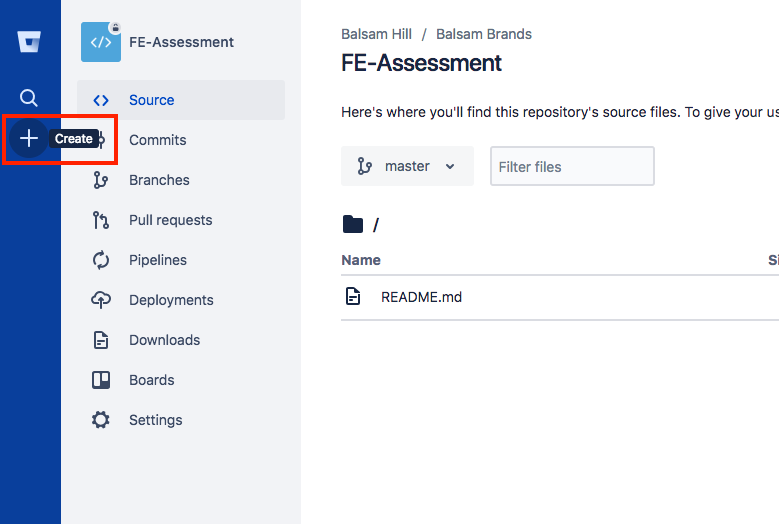 FE-Assessment
Source
Create
Commits
Branches
Pull requests
Pipelines
Deployments
Downloads
Boards
Settings
Balsam Hill / Balsam Brands
FE-Assessment
Here's where you'll find this repository's source files. To give your
master
Filter files
/
Name
README.md